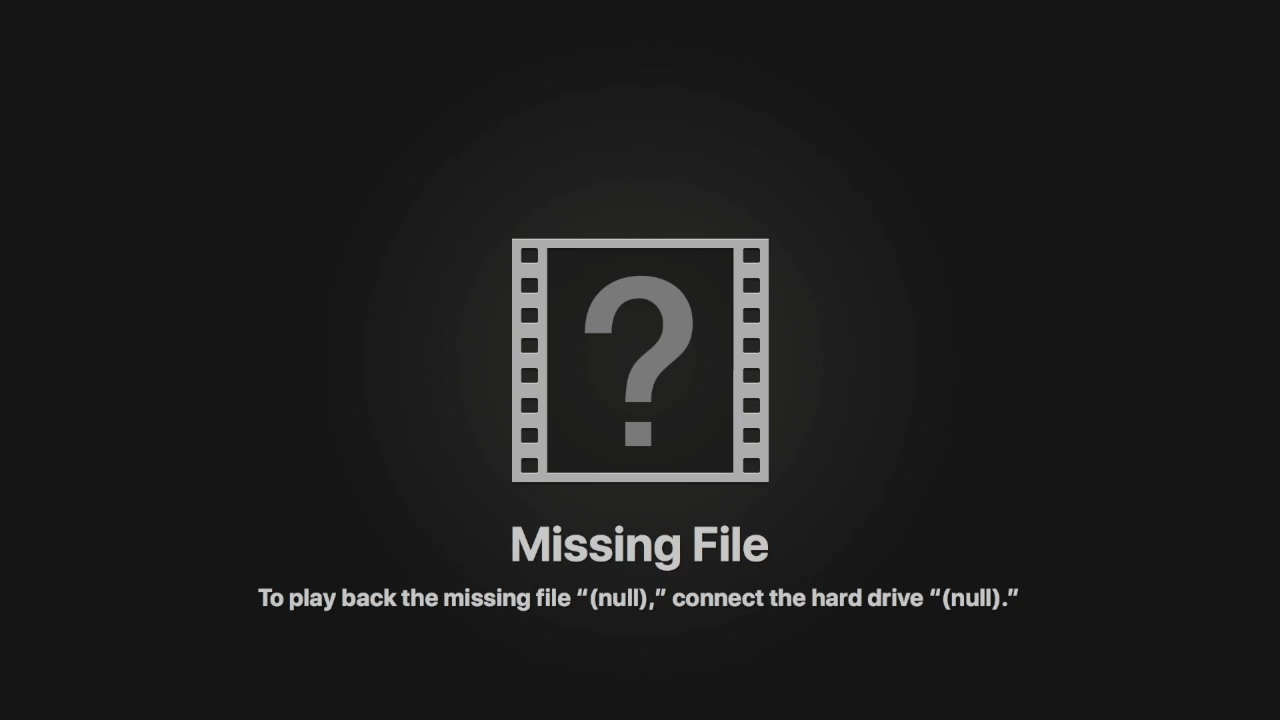 ?
Missing File
To play back the missing file “(null),” connect the hard drive “(null).”